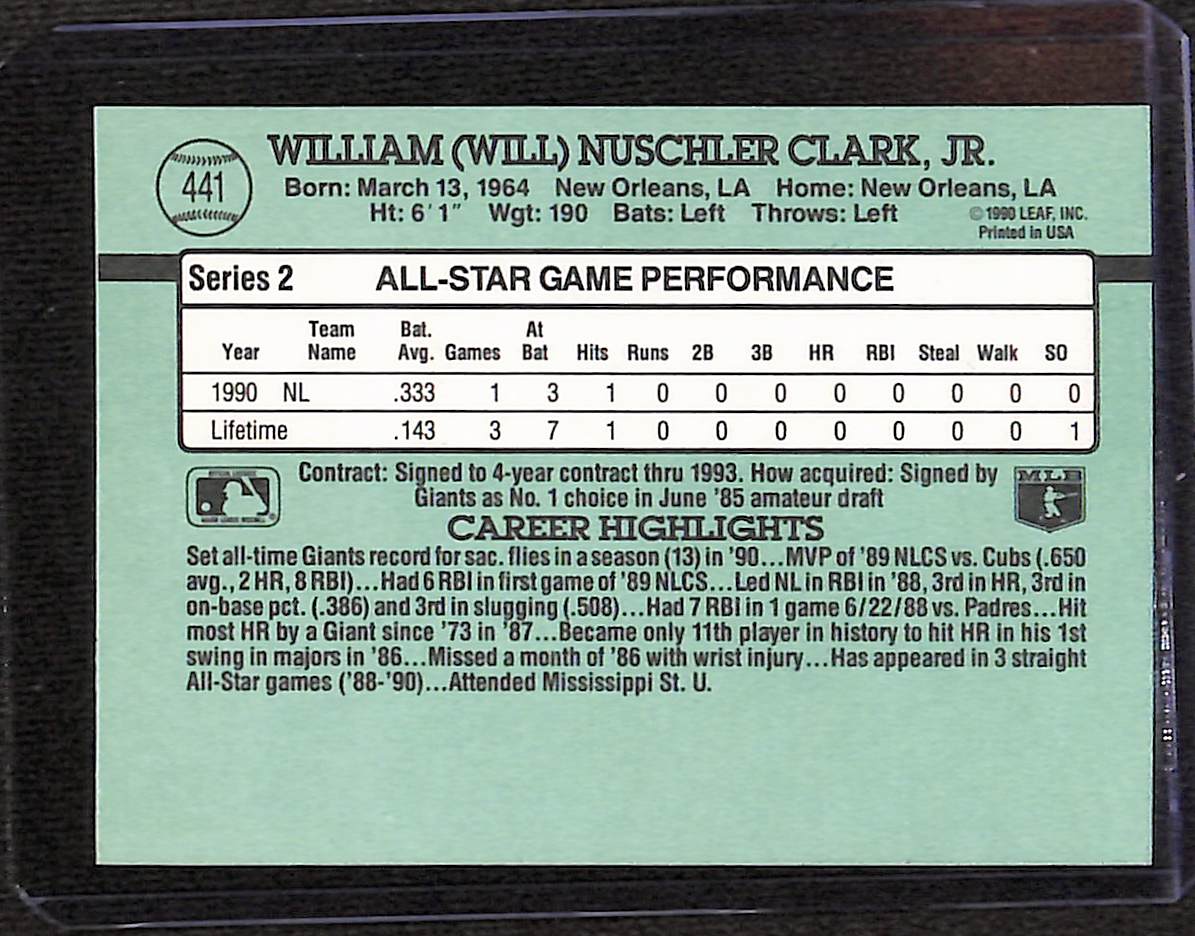 441
WILLIAM (WILL) NUSCHLER CLARK, JR.
Born: March 13, 1964 New Orleans, LA Home: New Orleans, LA
Ht: 6'1" Wgt: 190 Bats: Left Throws: Left
©1990 LEAF, INC.
Printed in USA
Series 2 ALL-STAR GAME PERFORMANCE
Year Team Name Bat. Avg. Games At Bat Hits Runs 2B 3B HR RBI Steal Walk SO
1990 NL .333 1 3 1 0 0 0 0 0 0 0 0
Lifetime .143 3 7 1 0 0 0 0 0 0 0 1
Contract: Signed to 4-year contract thru 1993. How acquired: Signed by
Giants as No. 1 choice in June '85 amateur draft
MLB
CAREER HIGHLIGHTS
Set all-time Giants record for sac. flies in a season (13) in '90...MVP of '89 NLCS vs. Cubs (.650
avg., 2 HR, 8 RBI)...Had 6 RBI in first game of '89 NLCS...Led NL in RBI in '88, 3rd in HR, 3rd in
on-base pct. (.386) and 3rd in slugging (.508)...Had 7 RBI in 1 game 6/22/88 vs. Padres...Hit
most HR by a Giant since '73 in '87...Became only 11th player in history to hit HR in his 1st
swing in majors in '86...Missed a month of '86 with wrist injury...Has appeared in 3 straight
All-Star games ('88-'90)...Attended Mississippi St. U.